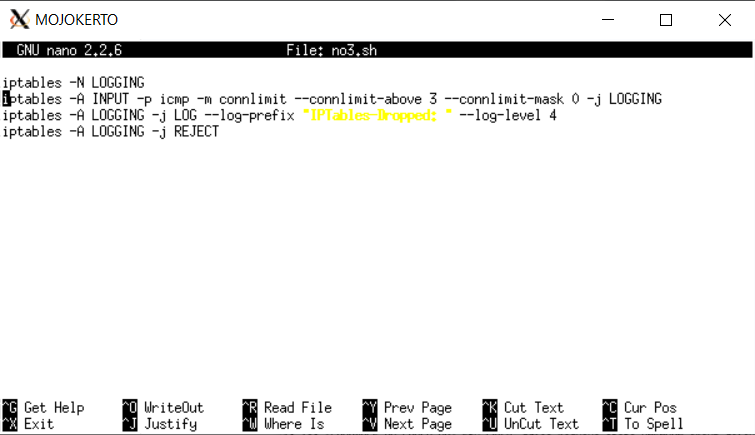 MOJOKERTO
GNU nano 2.2.6 File: no3.sh
iptables -N LOGGING
iptables -A INPUT -p icmp -m connlimit --connlimit-above 3 --connlimit-mask 0 -j LOGGING
iptables -A LOGGING -j LOG --log-prefix "IPTables-Dropped: " --log-level 4
iptables -A LOGGING -j REJECT
^G Get Help ^O WriteOut ^R Read File ^Y Prev Page ^K Cut Text ^C Cur Pos
^X Exit ^J Justify ^W Where Is ^V Next Page ^U UnCut Text ^T To Spell